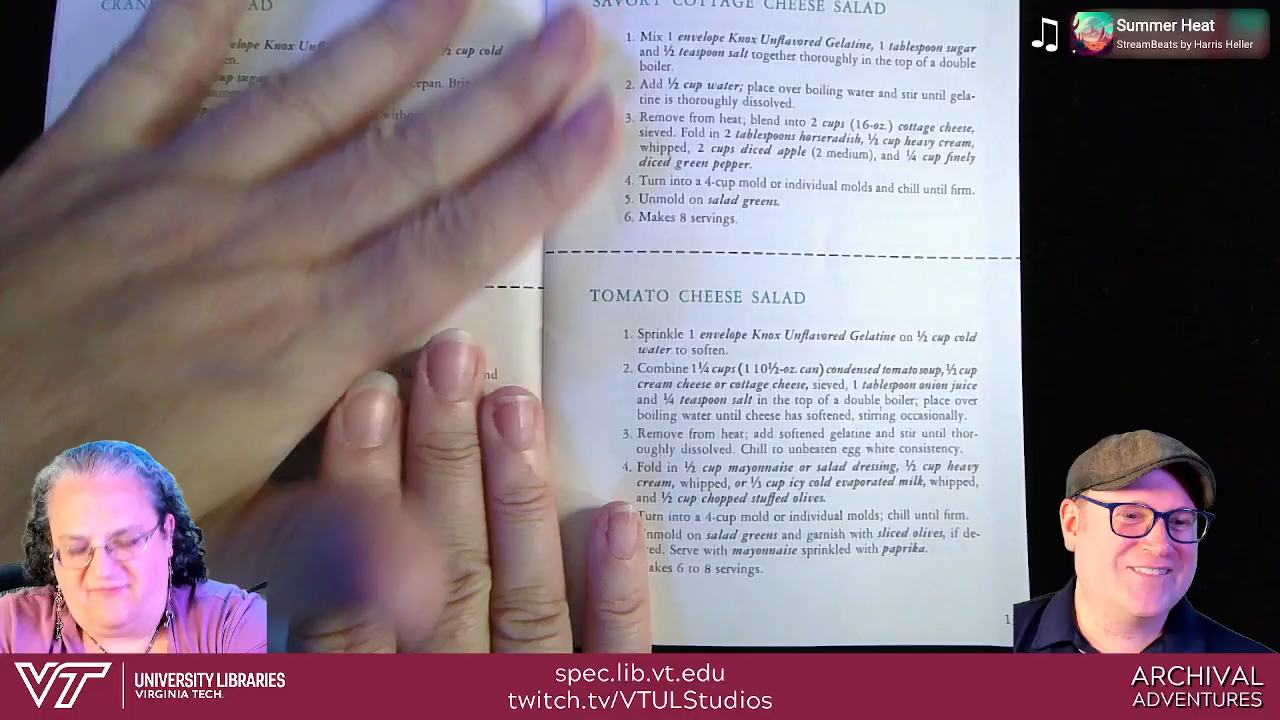 SAVORY COTTAGE CHEESE SALAD
1. Mix 1 envelope Knox Unflavored Gelatine, 1 tablespoon sugar
and ½ teaspoon salt together thoroughly in the top of a double
boiler.
2. Add ½ cup water; place over boiling water and stir until gela-
tine is thoroughly dissolved.
3. Remove from heat; blend into 2 cups (16-oz.) cottage cheese,
sieved. Fold in 2 tablespoons horseradish, ½ cup heavy cream,
whipped, 2 cups diced apple (2 medium), and ¼ cup finely
diced green pepper.
4. Turn into a 4-cup mold or individual molds and chill until firm.
5. Unmold on salad greens.
6. Makes 8 servings.
TOMATO CHEESE SALAD
1. Sprinkle 1 envelope Knox Unflavored Gelatine on ½ cup cold
water to soften.
2. Combine 1¼ cups (1 10½-oz. can) condensed tomato soup, ½ cup
cream cheese or cottage cheese, sieved, 1 tablespoon onion juice
and ¼ teaspoon salt in the top of a double boiler; place over
boiling water until cheese has softened, stirring occasionally.
3. Remove from heat; add softened gelatine and stir until thor-
oughly dissolved. Chill to unbeaten egg white consistency.
4. Fold in ½ cup mayonnaise or salad dressing, ½ cup heavy
cream, whipped, or ⅓ cup icy cold evaporated milk, whipped,
and ½ cup chopped stuffed olives.
Turn into a 4-cup mold or individual molds; chill until firm.
nmold on salad greens and garnish with sliced olives, if de-
red. Serve with mayonnaise sprinkled with paprika.
akes 6 to 8 servings.
CRAN
AD
elope Knox Unf
½ cup cold
en.
cup sugar
cepan. Brin
witho
nd
Summer Heat
StreamBeats by Harris Heller
VT
UNIVERSITY LIBRARIES
VIRGINIA TECH.
spec.lib.vt.edu
twitch.tv/VTULStudios
ARCHIVAL
ADVENTURES